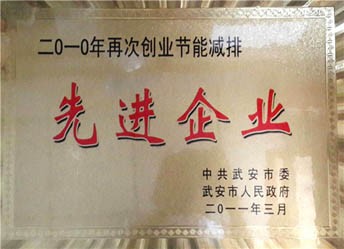 二0一0年再次创业节能减排
先进企业
中共武安市委
武安市人民政府
二0一一年三月